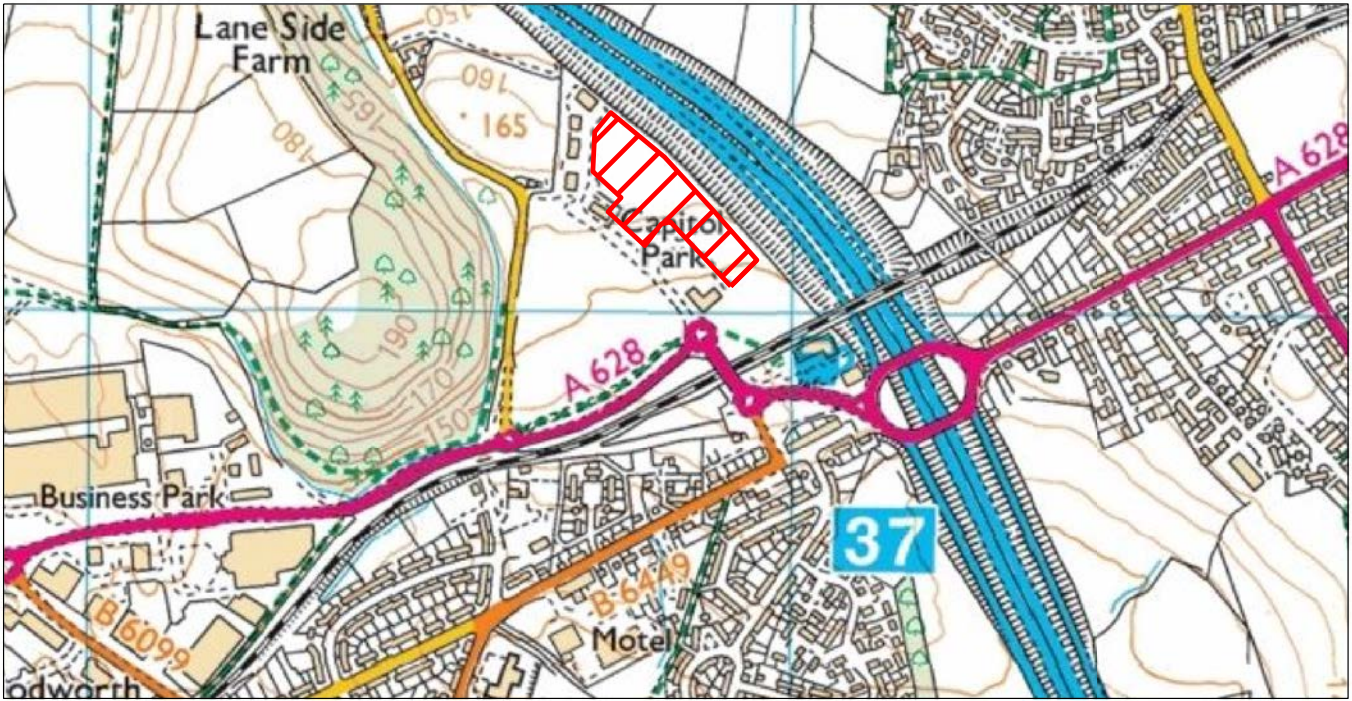 150
Lane Side
Farm
160
165
165
180
A 628
Capitol
Park
190
A 628
170
150
Business Park
37
B 6449
B 6099
Motel
odworth